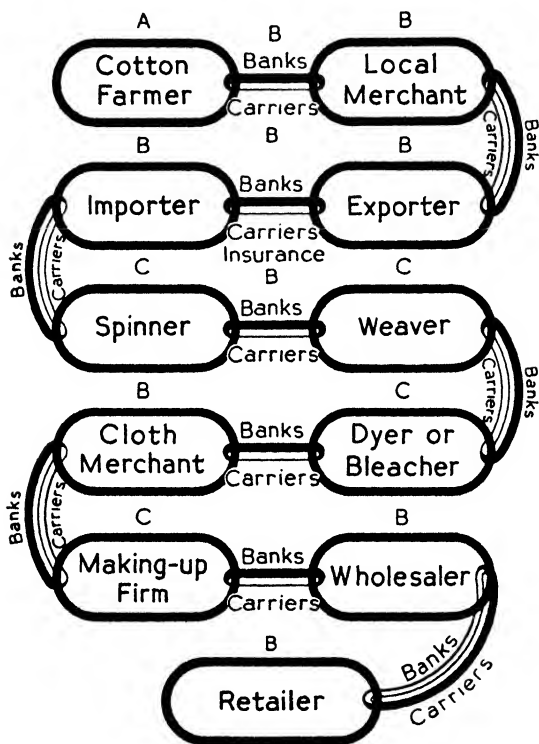 A
B
B
Cotton
Farmer
Banks
Carriers
Local
Merchant
Banks
Carriers
B
B
B
Importer
Banks
Carriers
Insurance
Exporter
Banks
Carriers
C
B
C
Spinner
Banks
Carriers
Weaver
Banks
Carriers
B
C
Cloth
Merchant
Banks
Carriers
Dyer or
Bleacher
Banks
Carriers
C
B
Making-up
Firm
Banks
Carriers
Wholesaler
Banks
Carriers
B
Retailer